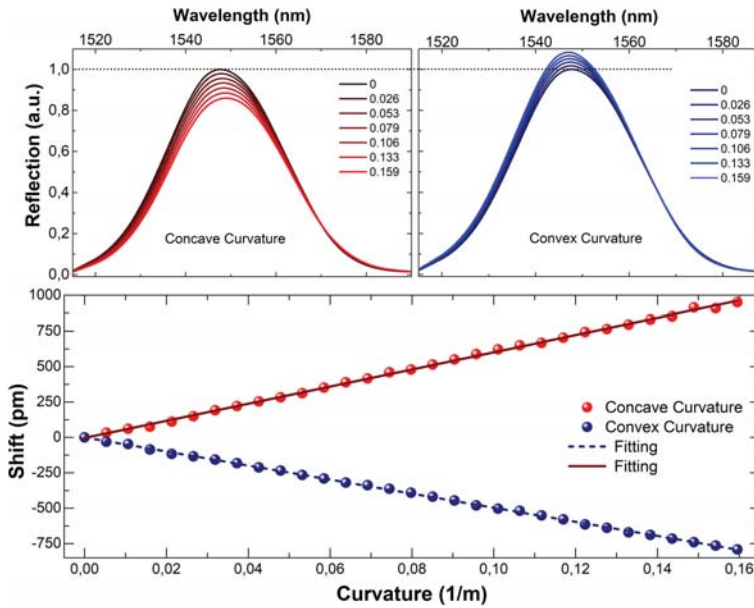 Wavelength (nm)
1520 1540 1560 1580
Wavelength (nm)
1520 1540 1560 1580
Reflection (a.u.)
1,0
0,8
0,6
0,4
0,2
0,0
0
0.026
0.053
0.079
0.106
0.133
0.159
Concave Curvature
0
0.026
0.053
0.079
0.106
0.133
0.159
Convex Curvature
Shift (pm)
1000
750
500
250
0
-250
-500
-750
Concave Curvature
Convex Curvature
Fitting
Fitting
0,00 0,02 0,04 0,06 0,08 0,10 0,12 0,14 0,16
Curvature (1/m)